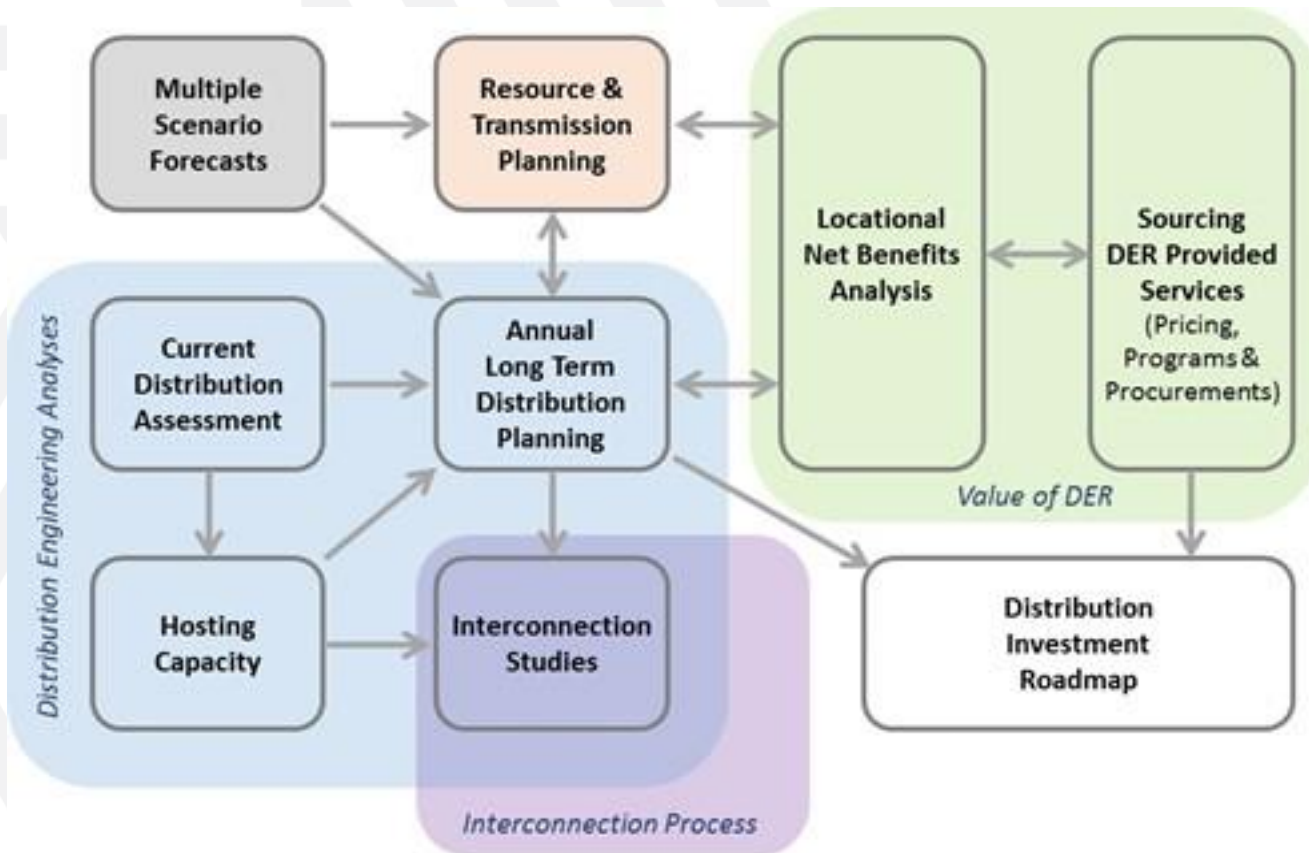 Multiple
Scenario
Forecasts
Resource &
Transmission
Planning
Locational
Net Benefits
Analysis
Sourcing
DER Provided
Services
(Pricing,
Programs &
Procurements)
Value of DER
Distribution Engineering Analyses
Current
Distribution
Assessment
Annual
Long Term
Distribution
Planning
Hosting
Capacity
Interconnection
Studies
Distribution
Investment
Roadmap
Interconnection Process